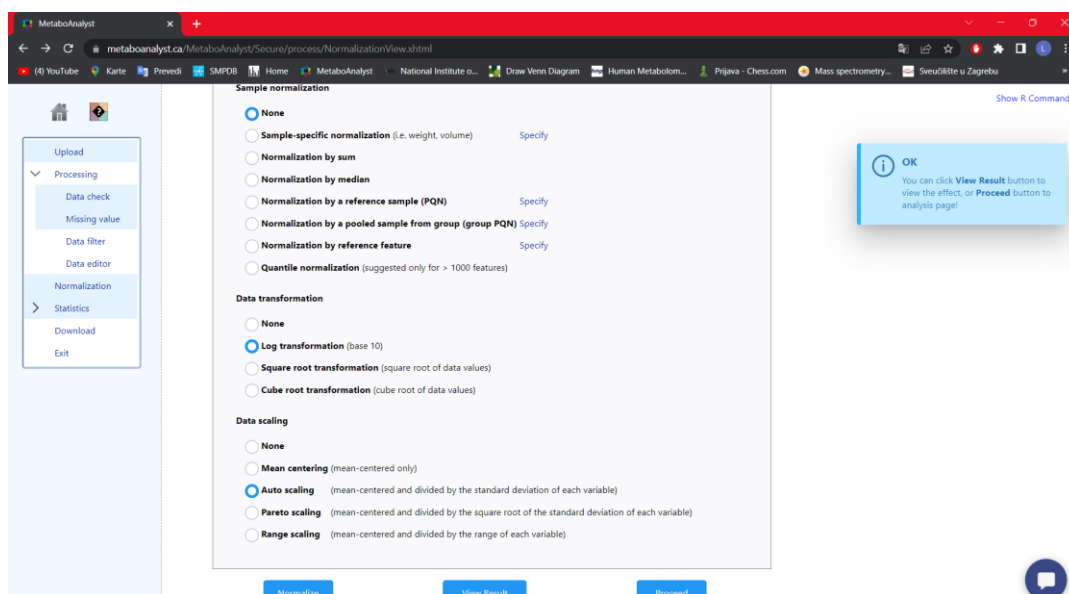 MetaboAnalyst
metaboanalyst.ca/MetaboAnalyst/Secure/process/NormalizationView.xhtml
(4) YouTube Karte Prevedi SMPDB Home MetaboAnalyst National Institute o... Draw Venn Diagram Human Metabolom... Prijava - Chess.com Mass spectrometry... Sveučilište u Zagrebu »
L
Show R Command
Upload
Processing
Data check
Missing value
Data filter
Data editor
Normalization
Statistics
Download
Exit
Sample normalization
None
Sample-specific normalization (i.e. weight, volume) Specify
Normalization by sum
Normalization by median
Normalization by a reference sample (PQN) Specify
Normalization by a pooled sample from group (group PQN) Specify
Normalization by reference feature Specify
Quantile normalization (suggested only for > 1000 features)
Data transformation
None
Log transformation (base 10)
Square root transformation (square root of data values)
Cube root transformation (cube root of data values)
Data scaling
None
Mean centering (mean-centered only)
Auto scaling (mean-centered and divided by the standard deviation of each variable)
Pareto scaling (mean-centered and divided by the square root of the standard deviation of each variable)
Range scaling (mean-centered and divided by the range of each variable)
Normalize View Result Proceed
OK
You can click View Result button to
view the effect, or Proceed button to
analysis page!